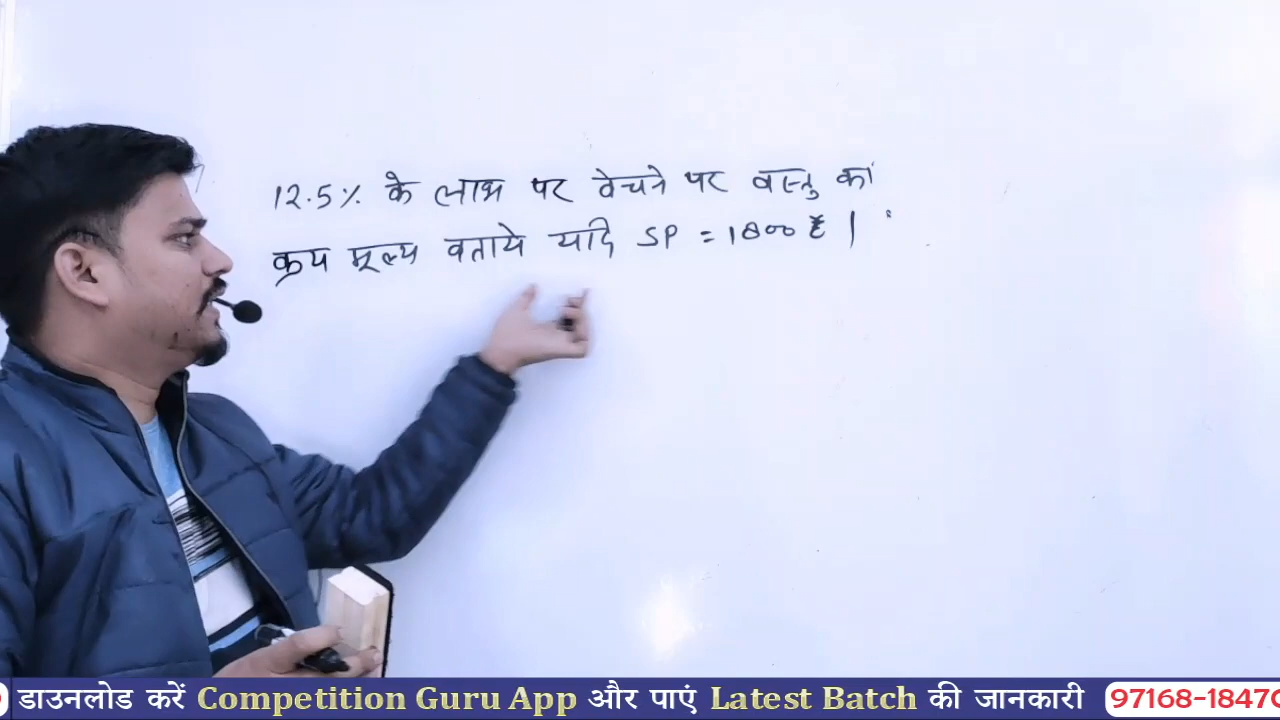 12.5% के लाभ पर वेचने पर वस्तु का
क्रय मूल्य वताये यदि SP = 1800 है ।
डाउनलोड करें Competition Guru App और पाएं Latest Batch की जानकारी 97168-1847